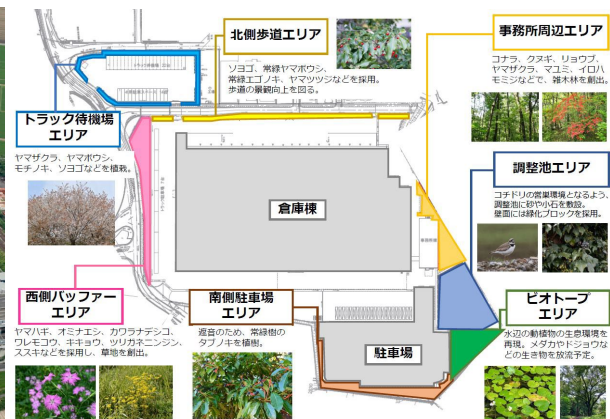 北側歩道エリア
ソヨゴ、常緑ヤマボウシ、
常緑エゴノキ、ヤマツツジなどを採用。
歩道の景観向上を図る。
事務所周辺エリア
コナラ、クヌギ、リョウブ、
ヤマザクラ、マユミ、イロハ
モミジなどで、雑木林を創出。
トラック待機場
エリア
ヤマザクラ、ヤマボウシ、
モチノキ、ソヨゴなどを植栽。
調整池エリア
コチドリの営巣環境となるよう、
調整池に砂や小石を敷設。
壁面には緑化ブロックを採用。
倉庫棟
西側バッファー
エリア
ヤマハギ、オミナエシ、カワラナデシコ、
ワレモコウ、キキョウ、ツリガネニンジン、
ススキなどを採用し、草地を創出。
南側駐車場
エリア
遮音のため、常緑樹の
タブノキを植樹。
駐車場
ビオトープ
エリア
水辺の動植物の生息環境を
再現。メダカやドジョウな
どの生き物を放流予定。